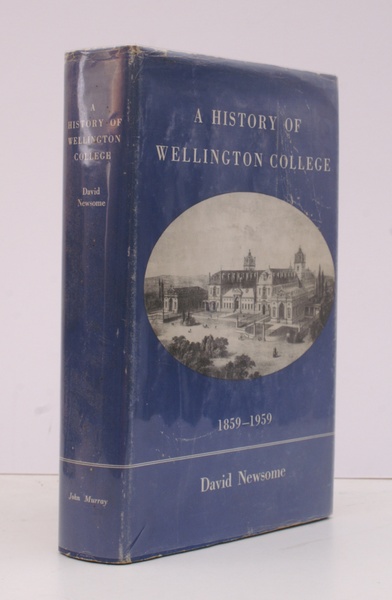 A
HISTORY OF
WELLINGTON
COLLEGE
David
Newsome
John Murray
A HISTORY OF
WELLINGTON COLLEGE
1859–1959
David Newsome